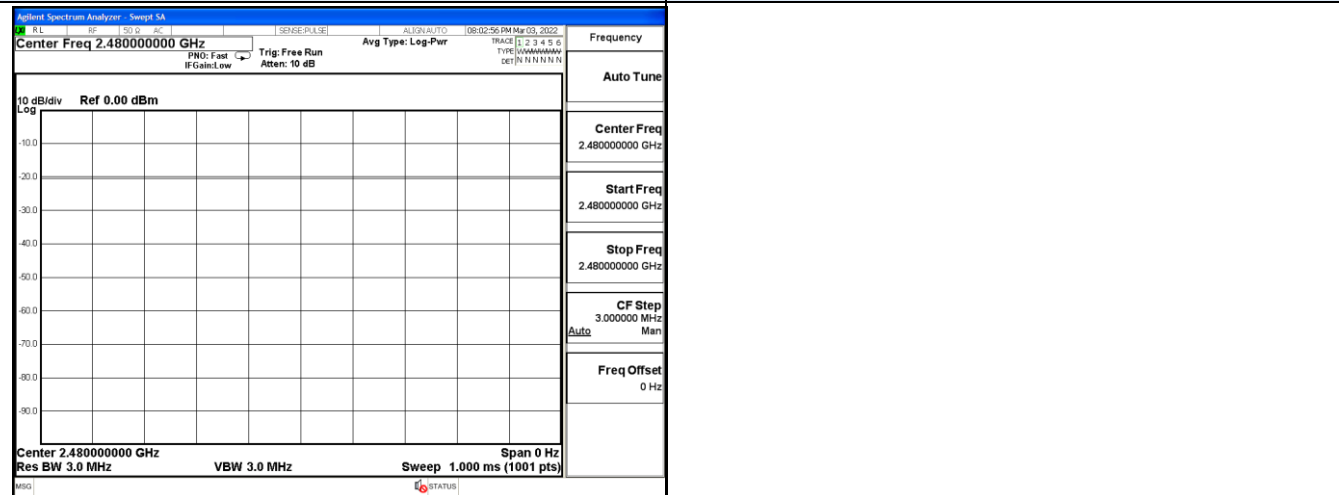 Agilent Spectrum Analyzer - Swept SA
RL RF 50 Ω AC SENSE:PULSE ALIGN AUTO 08:02:56 PM Mar 03, 2022
Center Freq 2.480000000 GHz
PNO: Fast
IFGain:Low
Trig: Free Run
Atten: 10 dB
Avg Type: Log-Pwr
TRACE 1 2 3 4 5 6
TYPE
DET N N N N N N
Frequency
Auto Tune
Center Freq
2.480000000 GHz
Start Freq
2.480000000 GHz
Stop Freq
2.480000000 GHz
CF Step
3.000000 MHz
Auto Man
Freq Offset
0 Hz
10 dB/div Ref 0.00 dBm
Log
-10.0
-20.0
-30.0
-40.0
-50.0
-60.0
-70.0
-80.0
-90.0
Center 2.480000000 GHz Span 0 Hz
Res BW 3.0 MHz VBW 3.0 MHz Sweep 1.000 ms (1001 pts)
MSG STATUS